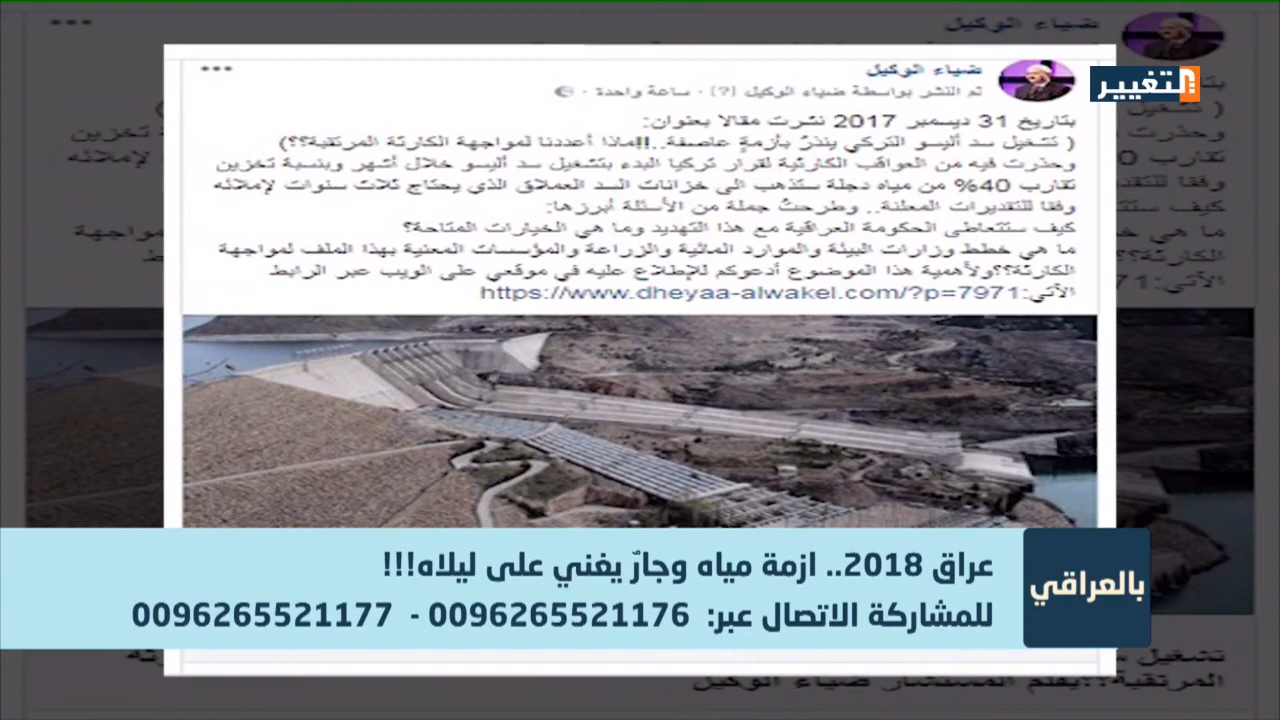 ضياء الوكيل
تم النشر بواسطة ضياء الوكيل [?] · ساعة واحدة ·
التغيير
بتاريخ 31 ديسمبر 2017 نشرت مقالا بعنوان:
( تشغيل سد أليسو التركي ينذرُ بأزمةٍ عاصفة..!!ماذا أعددنا لمواجهة الكارثة المرتقبة؟؟)
وحذرت فيه من العواقب الكارثية لقرار تركيا البدء بتشغيل سد أليسو خلال أشهر وبنسبة تخزين
تقارب 40% من مياه دجلة ستذهب الى خزانات السد العملاق الذي يحتاج ثلاث سنوات لإملائه
وفقا للتقديرات المعلنة.. وطرحتُ جملة من الأسئلة أبرزها:
كيف ستتعاطى الحكومة العراقية مع هذا التهديد وما هي الخيارات المتاحة؟
ما هي خطط وزارات البيئة والموارد المائية والزراعة والمؤسسات المعنية بهذا الملف لمواجهة
الكارثة؟؟ولأهمية هذا الموضوع أدعوكم للإطلاع عليه في موقعي على الويب عبر الرابط
الآتي:https://www.dheyaa-alwakel.com/?p=7971
بالعراقي
عراق 2018.. ازمة مياه وجارٌ يغني على ليلاه!!!
للمشاركة الاتصال عبر: 0096265521176 - 0096265521177